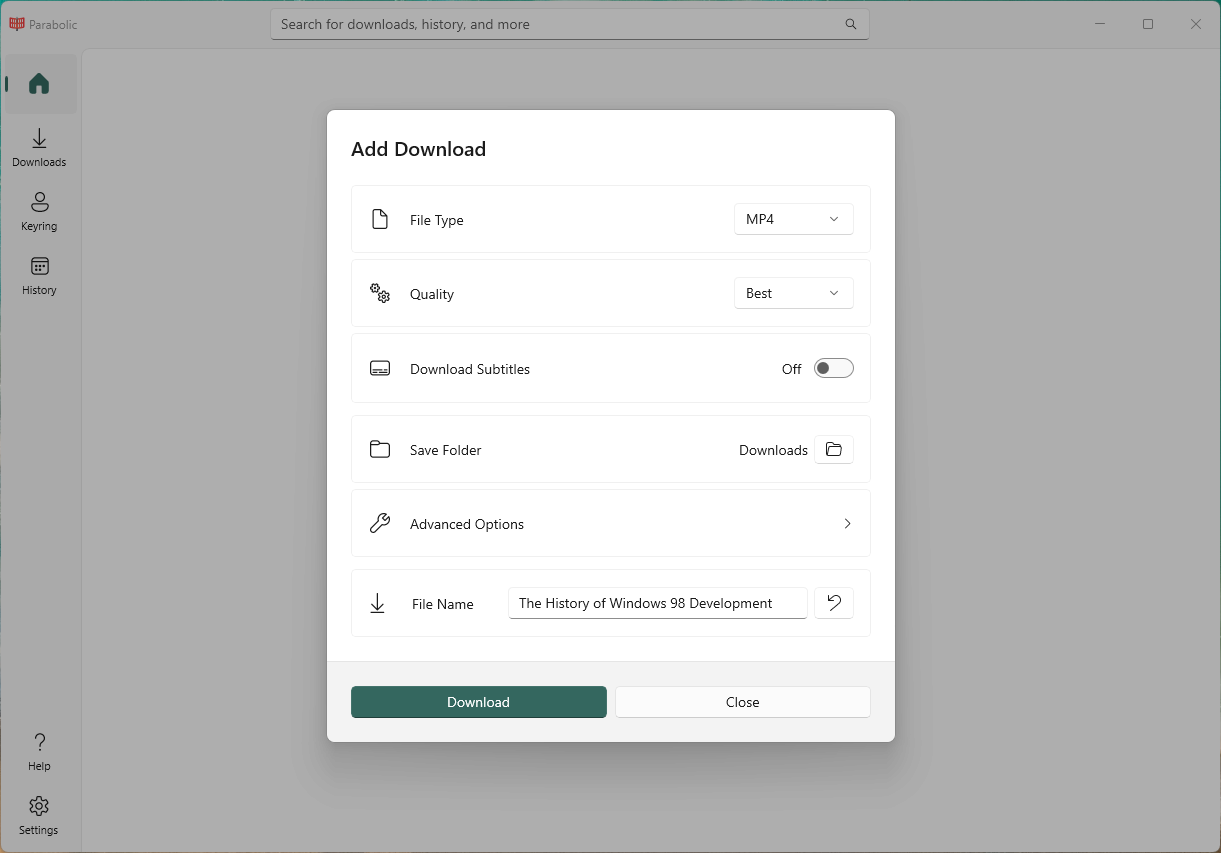 Parabolic
Search for downloads, history, and more
Downloads
Keyring
History
Help
Settings
Add Download
File Type
MP4
Quality
Best
Download Subtitles
Off
Save Folder
Downloads
Advanced Options
File Name
The History of Windows 98 Development
Download
Close